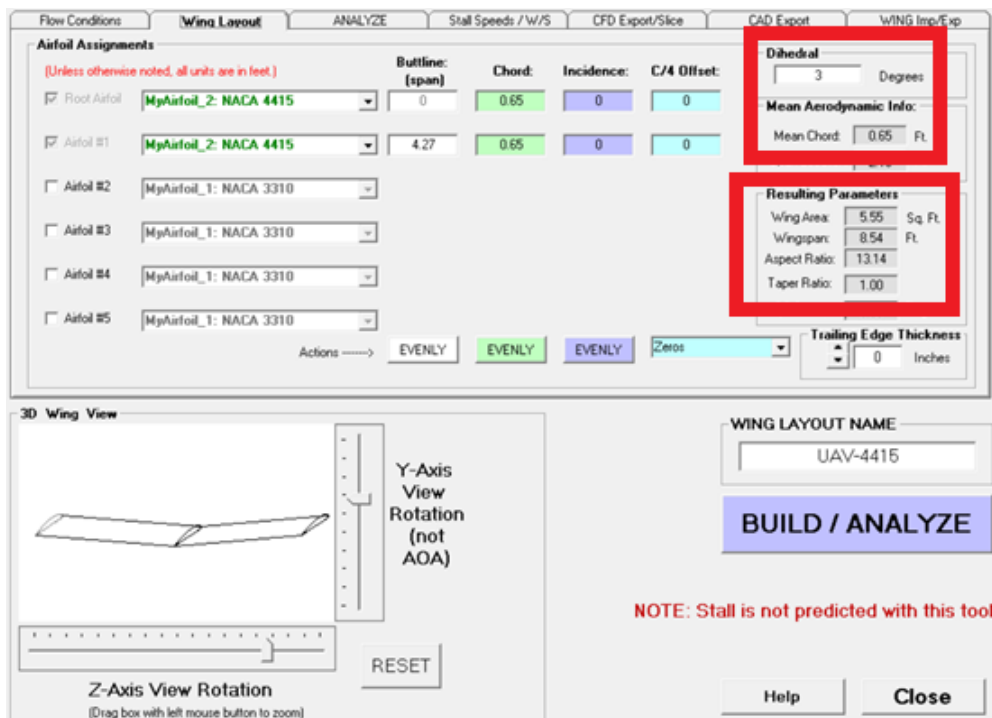 Flow Conditions Wing Layout ANALYZE Stall Speeds / W/S CFD Export/Slice CAD Export WING Imp/Exp
Airfoil Assignments
(Unless otherwise noted, all units are in feet.)
Buttline: (span) Chord: Incidence: C/4 Offset:
Root Airfoil MyAirfoil_2: NACA 4415 0 0.65 0 0
Airfoil #1 MyAirfoil_2: NACA 4415 4.27 0.65 0 0
Airfoil #2 MyAirfoil_1: NACA 3310
Airfoil #3 MyAirfoil_1: NACA 3310
Airfoil #4 MyAirfoil_1: NACA 3310
Airfoil #5 MyAirfoil_1: NACA 3310
Actions -----> EVENLY EVENLY EVENLY Zeros
Dihedral
3 Degrees
Mean Aerodynamic Info:
Mean Chord: 0.65 Ft.
Resulting Parameters
Wing Area: 5.55 Sq. Ft.
Wingspan: 8.54 Ft.
Aspect Ratio: 13.14
Taper Ratio: 1.00
Trailing Edge Thickness
0 Inches
3D Wing View
Y-Axis
View
Rotation
(not
AOA)
Z-Axis View Rotation
(Drag box with left mouse button to zoom)
RESET
WING LAYOUT NAME
UAV-4415
BUILD / ANALYZE
NOTE: Stall is not predicted with this tool
Help Close